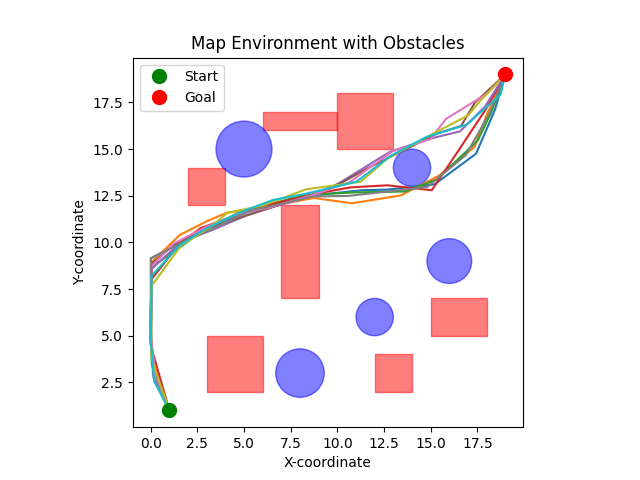 Map Environment with Obstacles
Start
Goal
17.5
15.0
12.5
10.0
7.5
5.0
2.5
Y-coordinate
0.0 2.5 5.0 7.5 10.0 12.5 15.0 17.5
X-coordinate